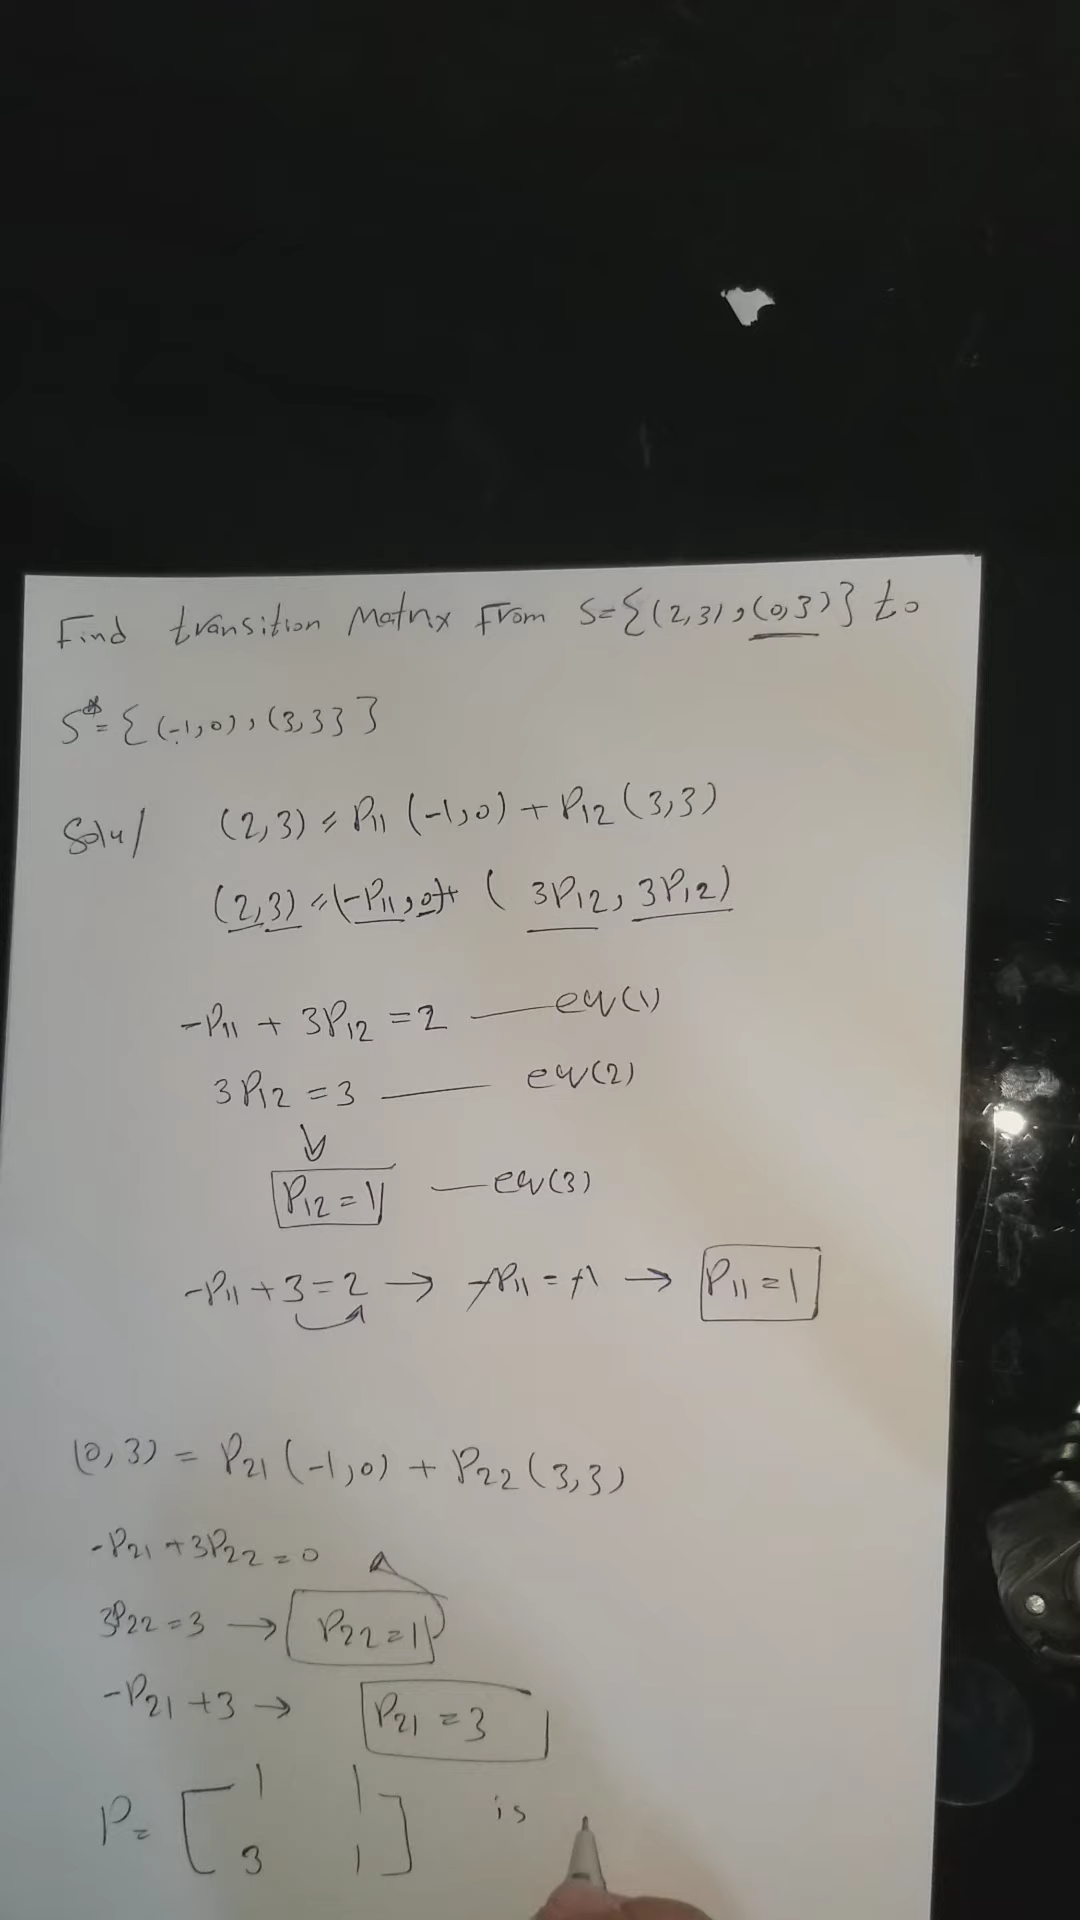 Find transition Matrix From S={(2,3),(0,3)} to
S*={(-1,0),(3,3}}
Solu/ (2,3) = P11 (-1,0) + P12 (3,3)
(2,3) = (-P11,0)+ ( 3P12, 3P12)
-P11 + 3P12 = 2 — eq(1)
3P12 = 3 — eq(2)
↓
P12 = 1 — eq(3)
-P11 + 3 = 2 → -P11 = -1 → P11 = 1
(0,3) = P21 (-1,0) + P22 (3,3)
-P21 + 3P22 = 0
3P22 = 3 → P22 = 1
-P21 + 3 → P21 = 3
P= [ 1 1
3 1 ] is